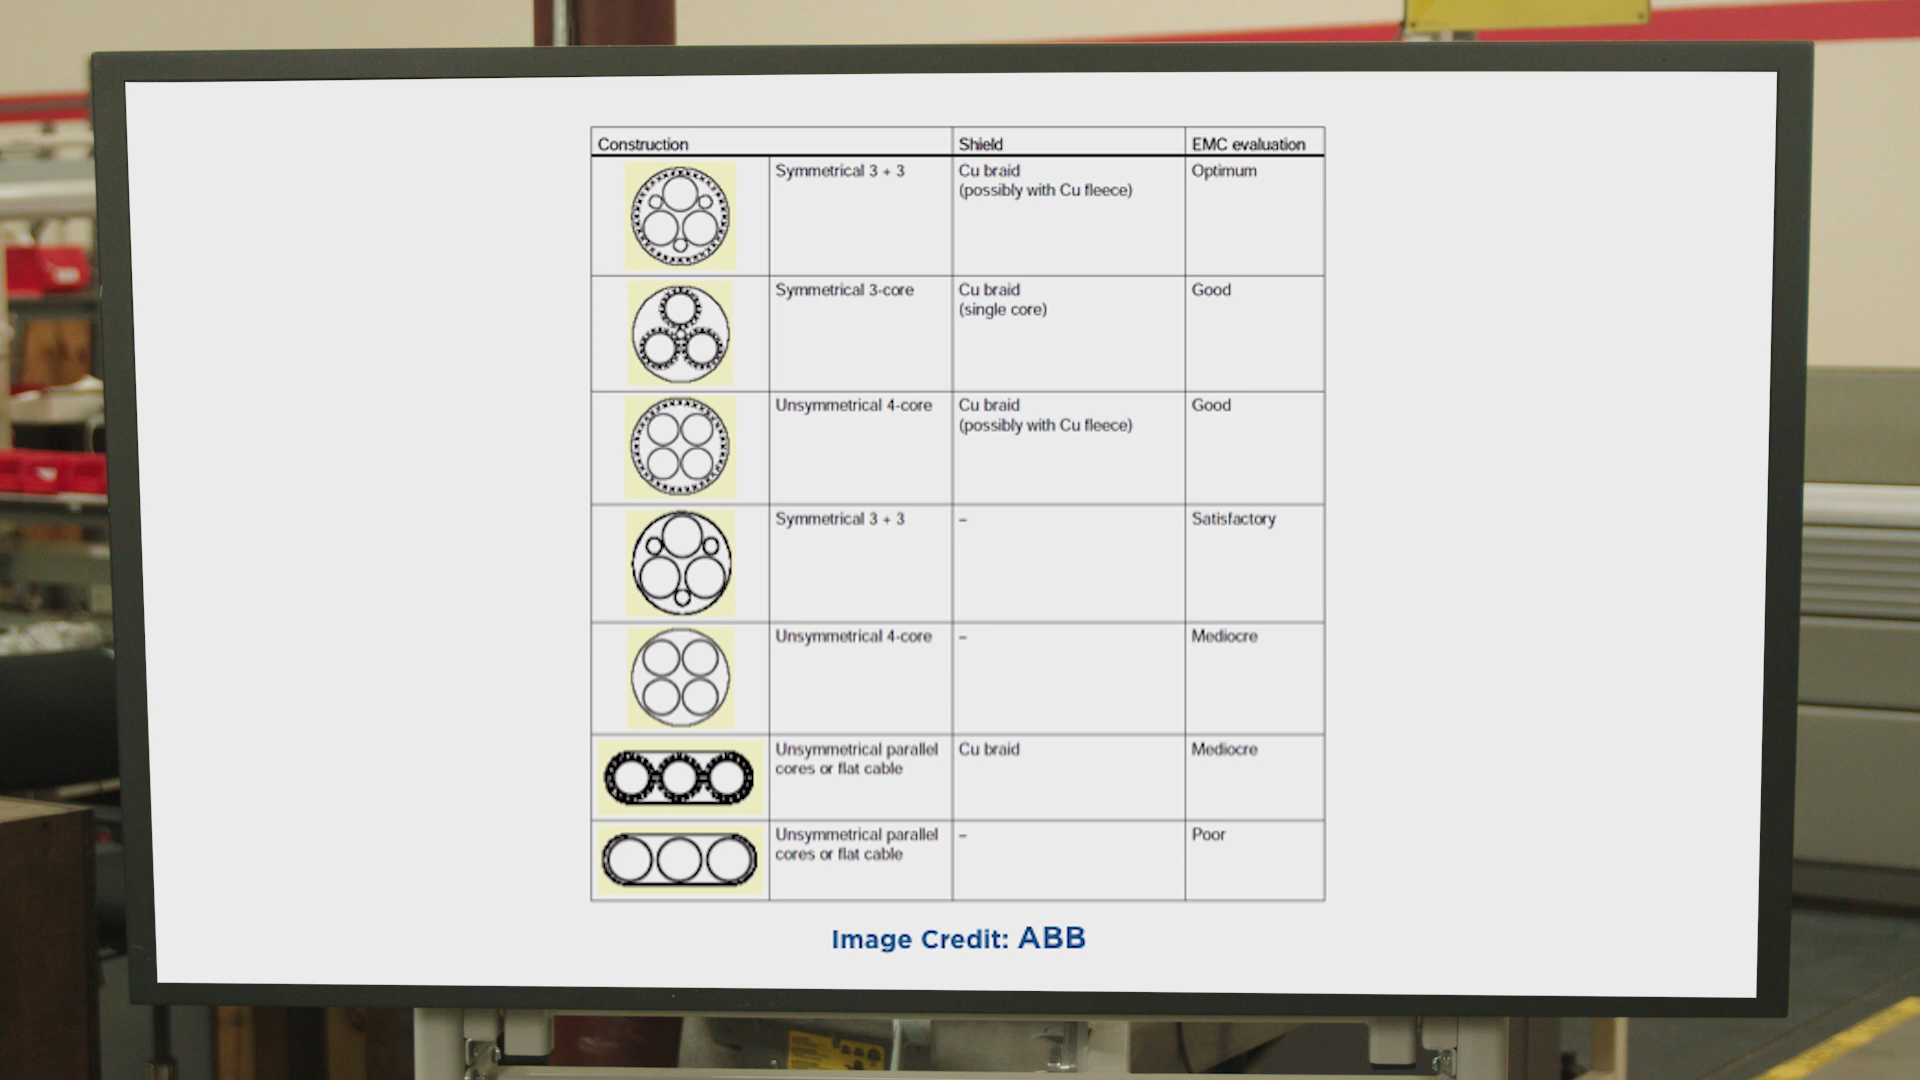 Construction Shield EMC evaluation
Symmetrical 3 + 3 Cu braid Optimum
(possibly with Cu fleece)
Symmetrical 3-core Cu braid Good
(single core)
Unsymmetrical 4-core Cu braid Good
(possibly with Cu fleece)
Symmetrical 3 + 3 – Satisfactory
Unsymmetrical 4-core – Mediocre
Unsymmetrical parallel Cu braid Mediocre
cores or flat cable
Unsymmetrical parallel – Poor
cores or flat cable
Image Credit: ABB